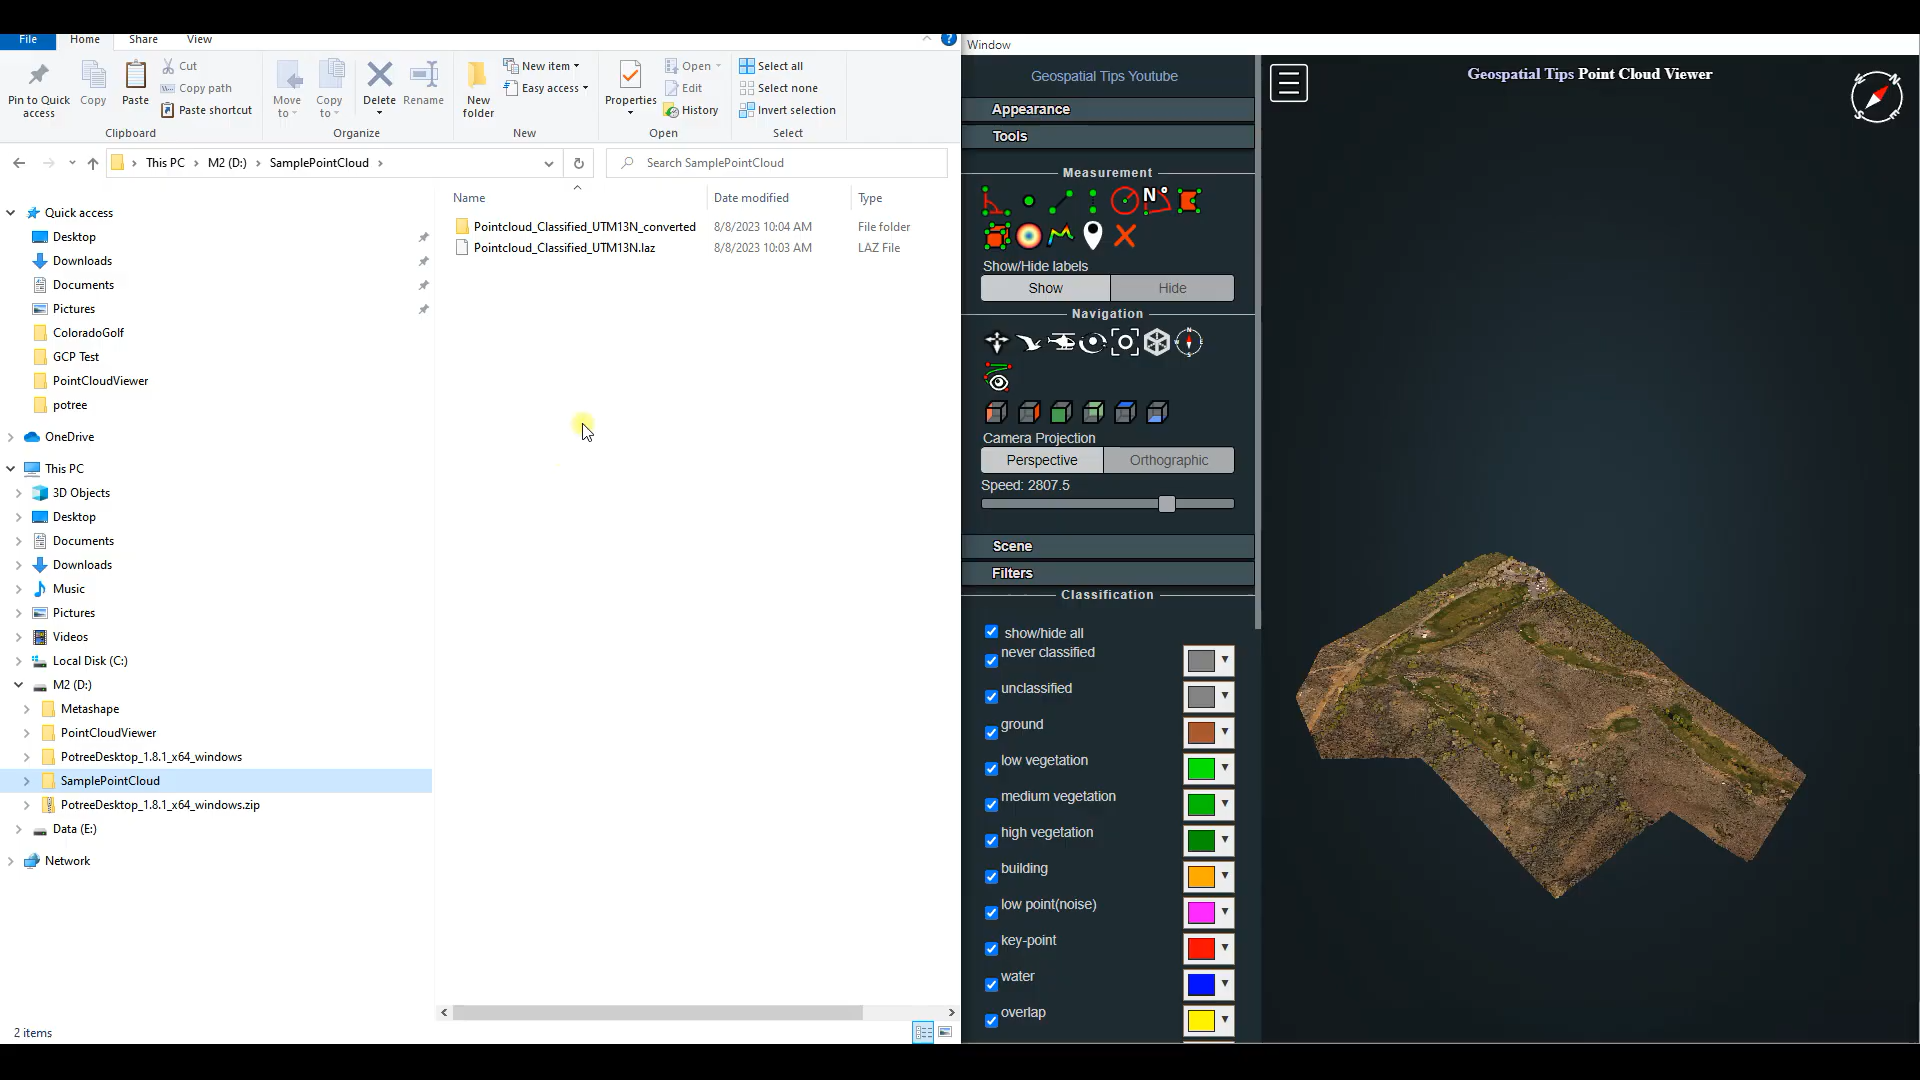 File Home Share View
Pin to Quick access
Copy
Paste
Cut
Copy path
Paste shortcut
Clipboard
Move to
Copy to
Delete
Rename
Organize
New folder
New item
Easy access
New
Properties
Open
Edit
History
Open
Select all
Select none
Invert selection
Select
This PC > M2 (D:) > SamplePointCloud >
Search SamplePointCloud
Quick access
Desktop
Downloads
Documents
Pictures
ColoradoGolf
GCP Test
PointCloudViewer
potree
OneDrive
This PC
3D Objects
Desktop
Documents
Downloads
Music
Pictures
Videos
Local Disk (C:)
M2 (D:)
Metashape
PointCloudViewer
PotreeDesktop_1.8.1_x64_windows
SamplePointCloud
PotreeDesktop_1.8.1_x64_windows.zip
Data (E:)
Network
Name Date modified Type
Pointcloud_Classified_UTM13N_converted 8/8/2023 10:04 AM File folder
Pointcloud_Classified_UTM13N.laz 8/8/2023 10:03 AM LAZ File
2 items
Window
Geospatial Tips Youtube
Appearance
Tools
Measurement
N°
Show/Hide labels
Show Hide
Navigation
Camera Projection
Perspective Orthographic
Speed: 2807.5
Scene
Filters
Classification
show/hide all
never classified
unclassified
ground
low vegetation
medium vegetation
high vegetation
building
low point(noise)
key-point
water
overlap
Geospatial Tips Point Cloud Viewer
N
E
S
W